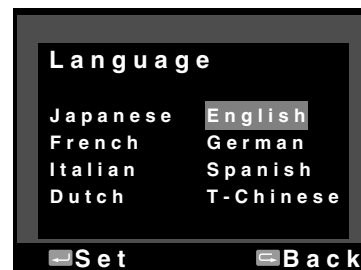 Language
Japanese English
French German
Italian Spanish
Dutch T-Chinese
Set Back